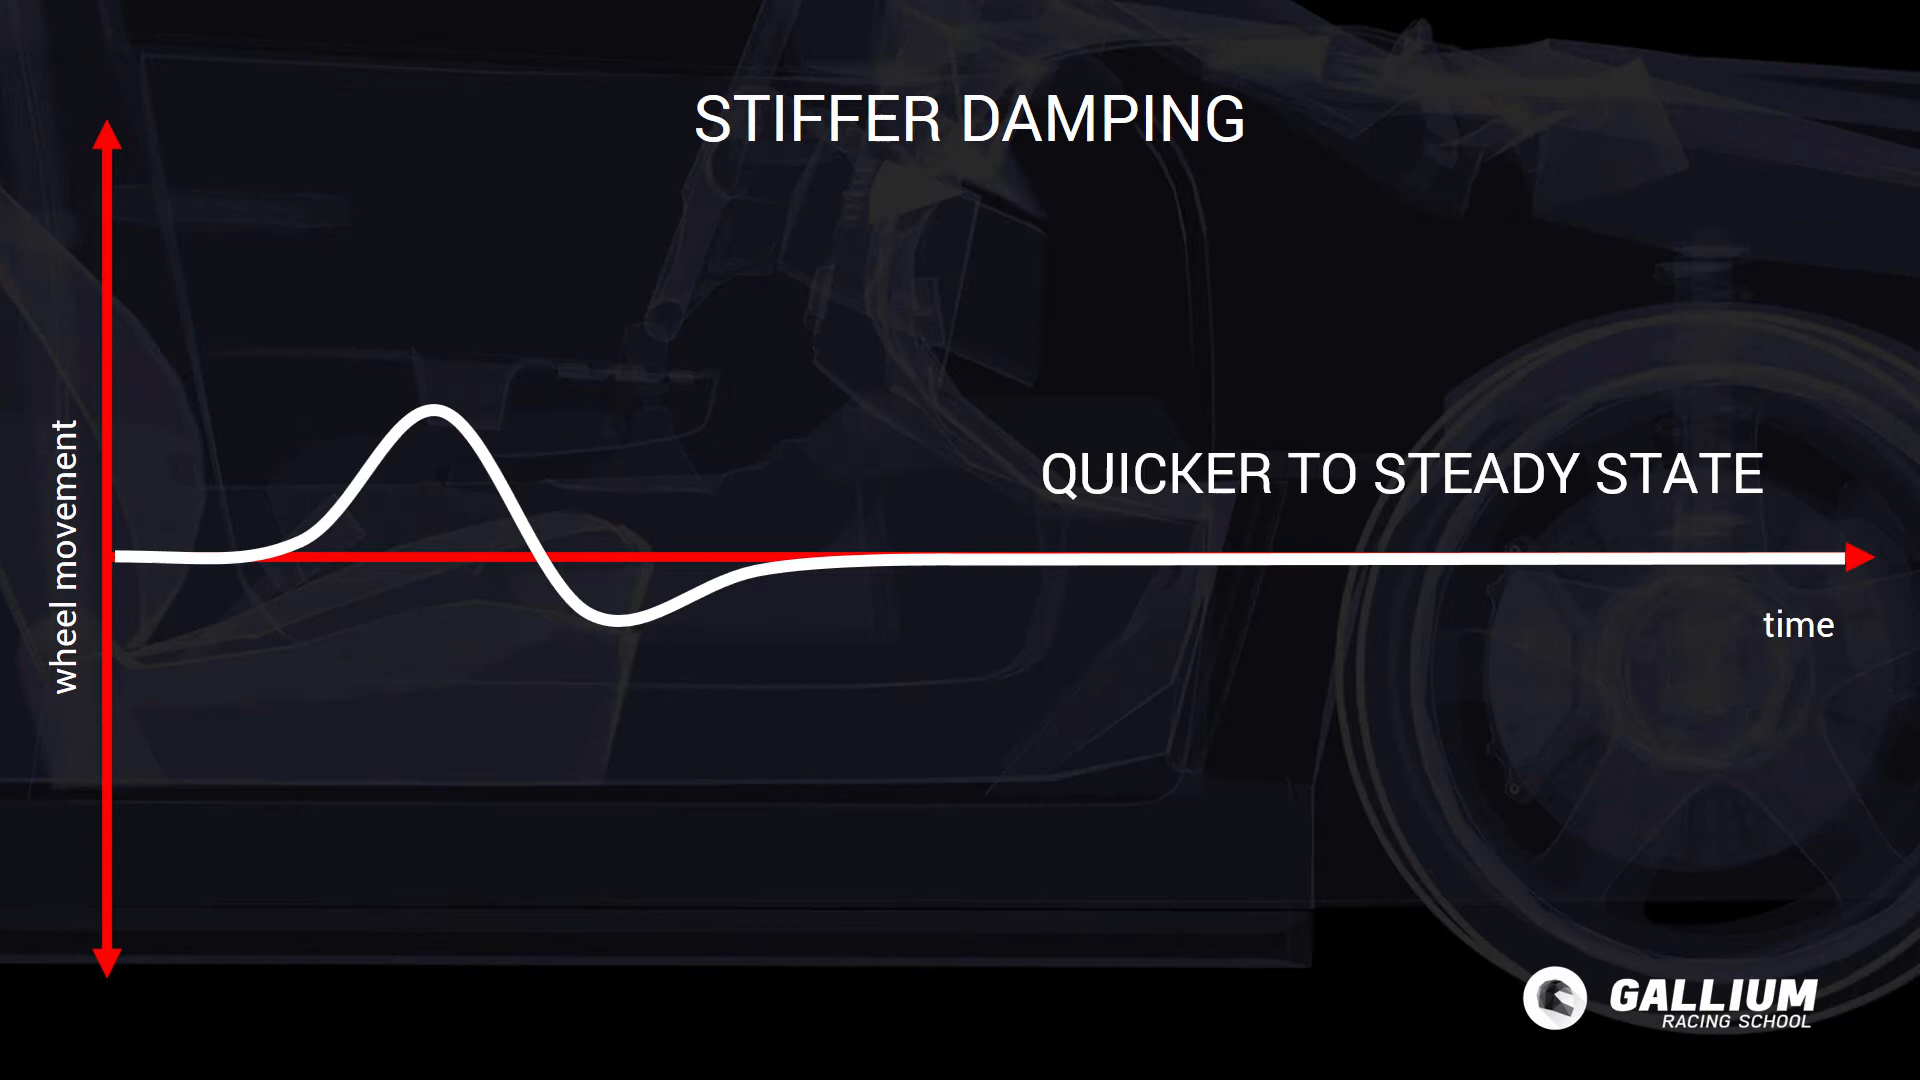 STIFFER DAMPING
wheel movement
QUICKER TO STEADY STATE
time
GALLIUM
RACING SCHOOL